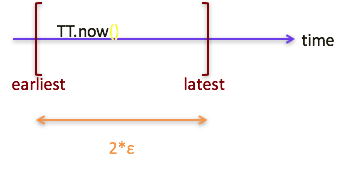 TT.now()
time
earliest
latest
2*ε